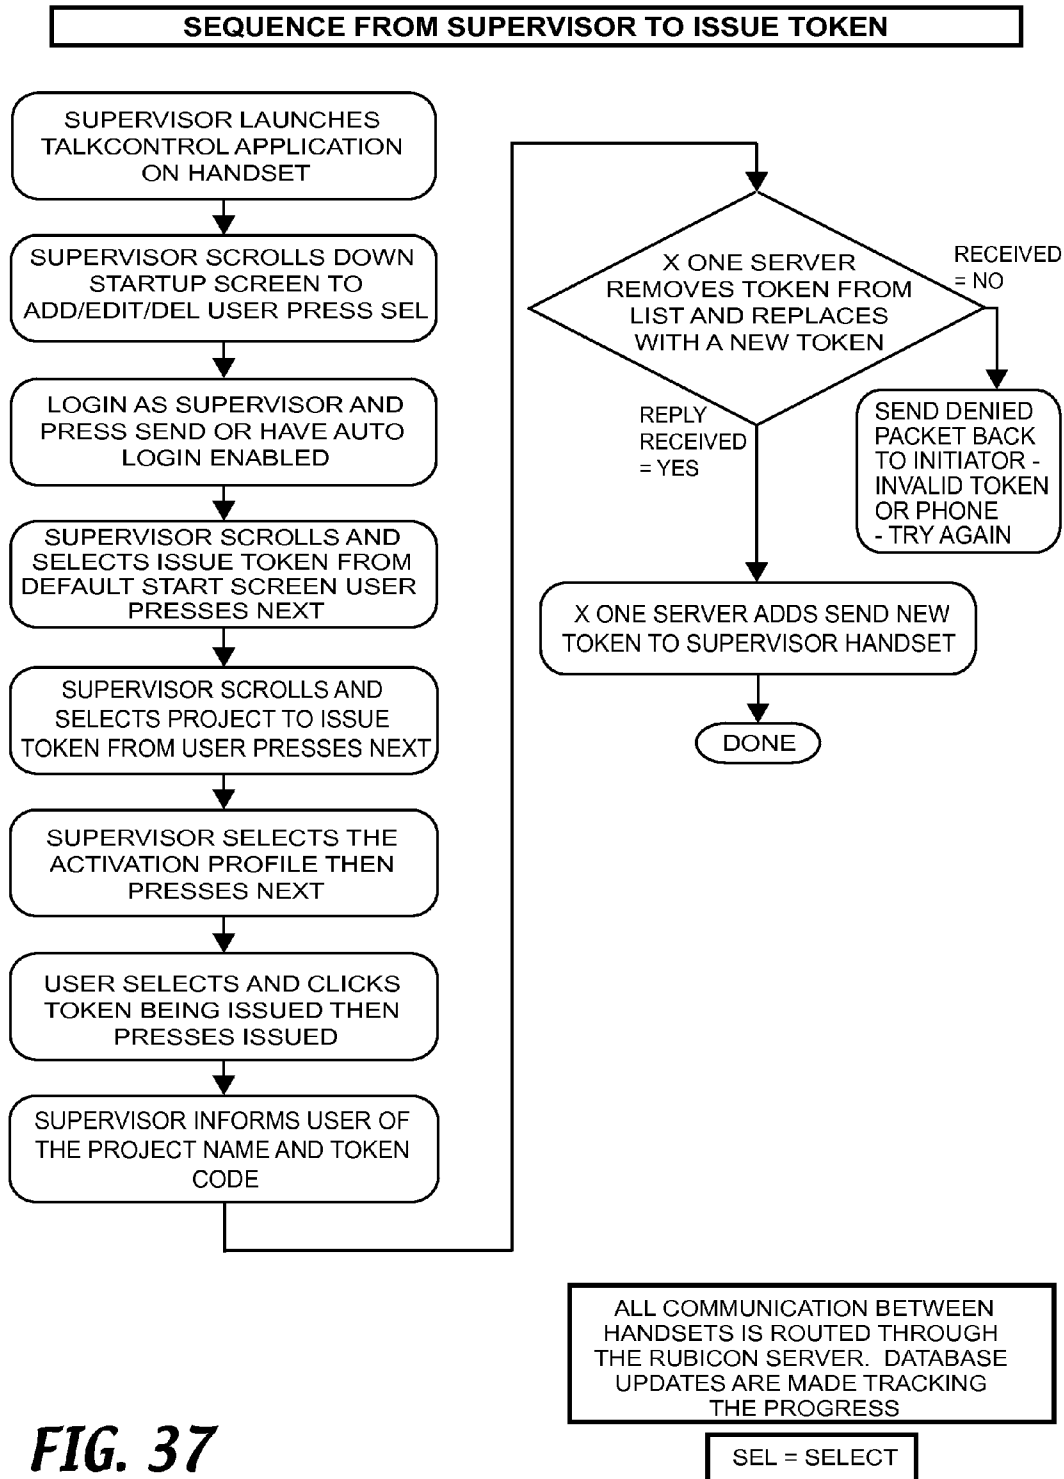 SEQUENCE FROM SUPERVISOR TO ISSUE TOKEN
SUPERVISOR LAUNCHES
TALKCONTROL APPLICATION
ON HANDSET
SUPERVISOR SCROLLS DOWN
STARTUP SCREEN TO
ADD/EDIT/DEL USER PRESS SEL
LOGIN AS SUPERVISOR AND
PRESS SEND OR HAVE AUTO
LOGIN ENABLED
SUPERVISOR SCROLLS AND
SELECTS ISSUE TOKEN FROM
DEFAULT START SCREEN USER
PRESSES NEXT
SUPERVISOR SCROLLS AND
SELECTS PROJECT TO ISSUE
TOKEN FROM USER PRESSES NEXT
SUPERVISOR SELECTS THE
ACTIVATION PROFILE THEN
PRESSES NEXT
USER SELECTS AND CLICKS
TOKEN BEING ISSUED THEN
PRESSES ISSUED
SUPERVISOR INFORMS USER OF
THE PROJECT NAME AND TOKEN
CODE
X ONE SERVER
REMOVES TOKEN FROM
LIST AND REPLACES
WITH A NEW TOKEN
RECEIVED
= NO
SEND DENIED
PACKET BACK
TO INITIATOR -
INVALID TOKEN
OR PHONE
- TRY AGAIN
REPLY
RECEIVED
= YES
X ONE SERVER ADDS SEND NEW
TOKEN TO SUPERVISOR HANDSET
DONE
ALL COMMUNICATION BETWEEN
HANDSETS IS ROUTED THROUGH
THE RUBICON SERVER. DATABASE
UPDATES ARE MADE TRACKING
THE PROGRESS
SEL = SELECT
FIG. 37